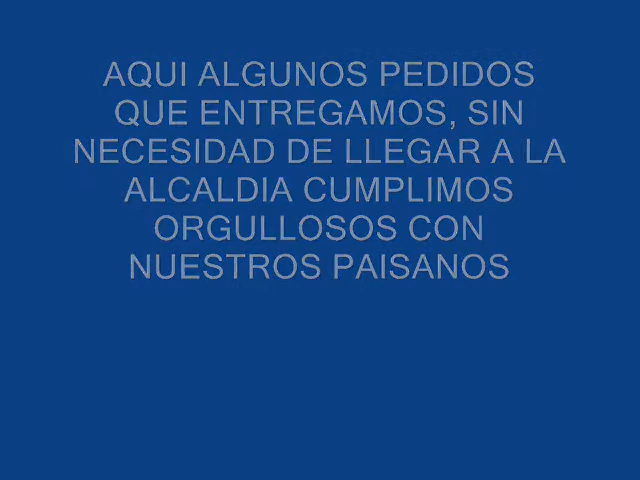 AQUI ALGUNOS PEDIDOS
QUE ENTREGAMOS, SIN
NECESIDAD DE LLEGAR A LA
ALCALDIA CUMPLIMOS
ORGULLOSOS CON
NUESTROS PAISANOS